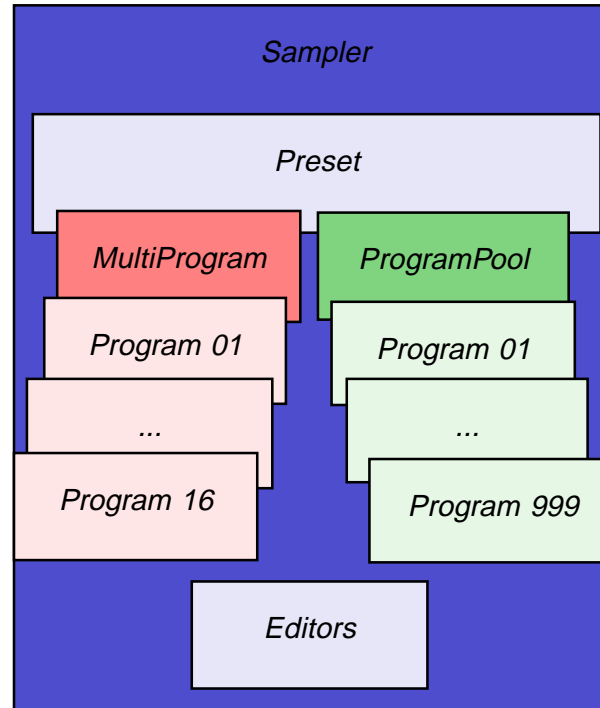 Sampler
Preset
MultiProgram
ProgramPool
Program 01
Program 01
...
...
Program 16
Program 999
Editors